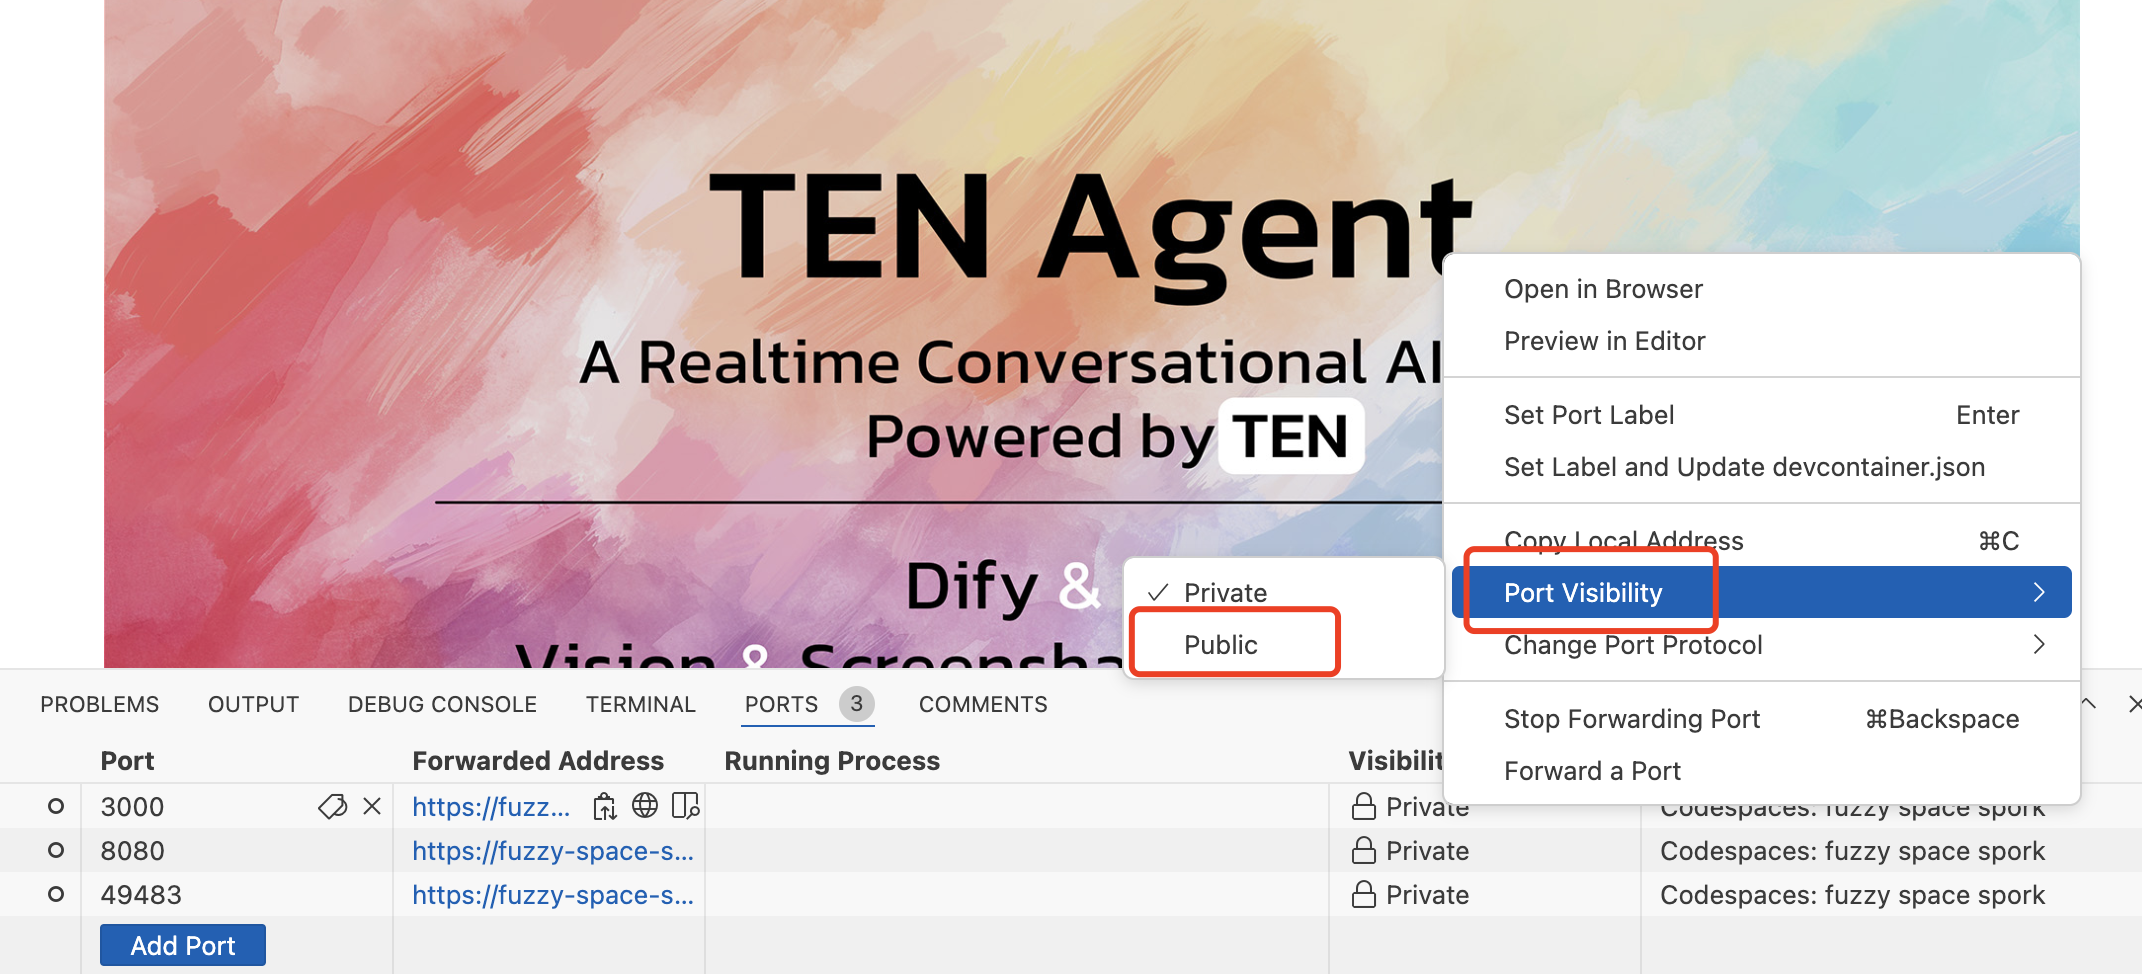 TEN Agent
A Realtime Conversational AI
Powered by TEN
Dify &
Vision &
Open in Browser
Preview in Editor
Set Port Label Enter
Set Label and Update devcontainer.json
Copy Local Address ⌘C
Port Visibility
Change Port Protocol
Stop Forwarding Port ⌘Backspace
Forward a Port
✓ Private
Public
PROBLEMS OUTPUT DEBUG CONSOLE TERMINAL PORTS 3 COMMENTS
Port Forwarded Address Running Process
3000 https://fuzz... Private Codespaces: fuzzy space spork
8080 https://fuzzy-space-s... Private Codespaces: fuzzy space spork
49483 https://fuzzy-space-s... Private Codespaces: fuzzy space spork
Add Port